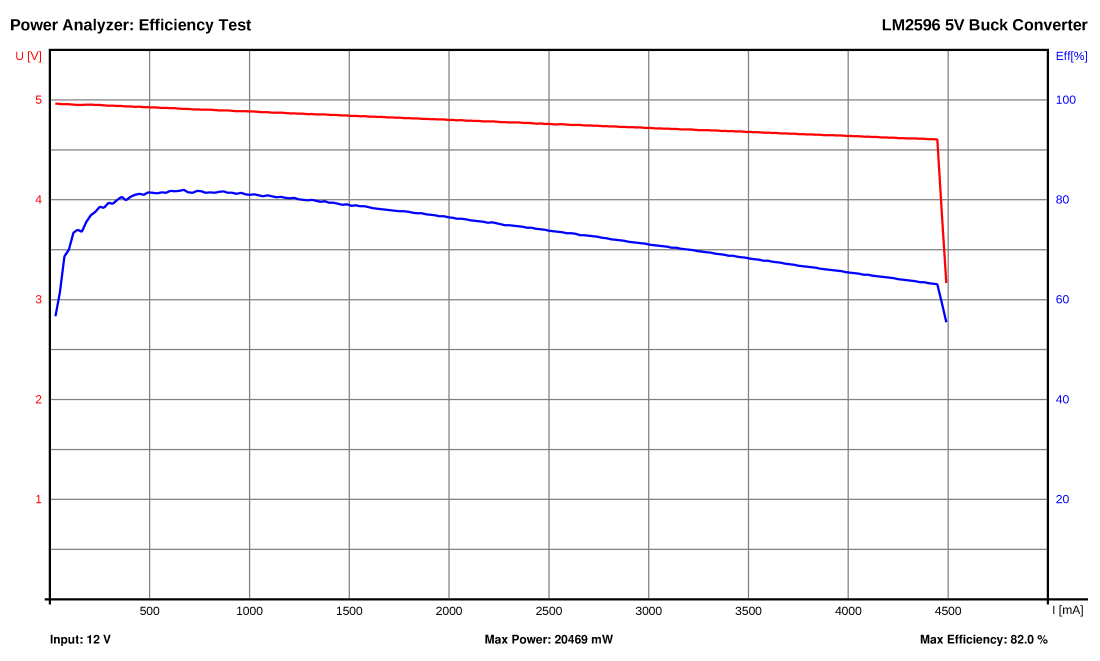 Power Analyzer: Efficiency Test LM2596 5V Buck Converter
U [V] Eff[%]
5 100
4 80
3 60
2 40
1 20
500 1000 1500 2000 2500 3000 3500 4000 4500 I [mA]
Input: 12 V Max Power: 20469 mW Max Efficiency: 82.0 %